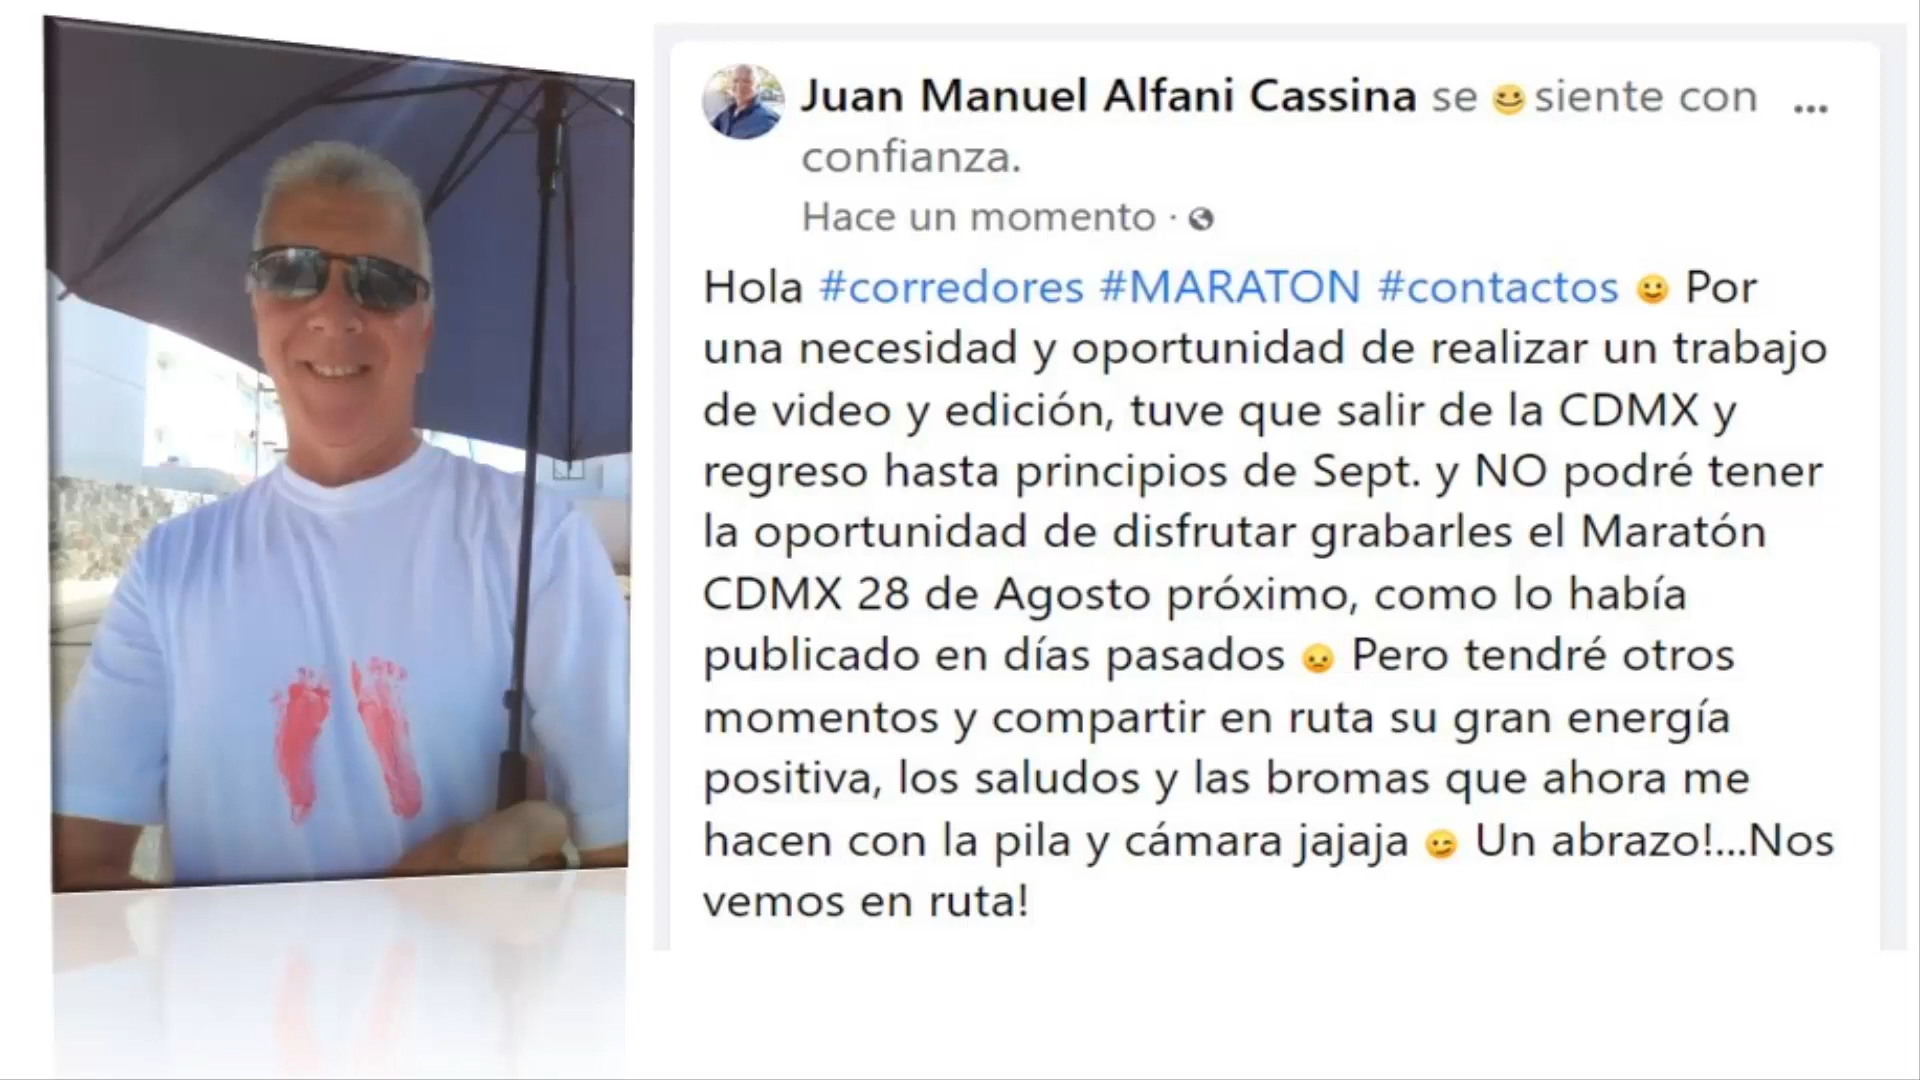 Juan Manuel Alfani Cassina se 😀 siente con ...
confianza.
Hace un momento ·
Hola #corredores #MARATON #contactos 🙂 Por
una necesidad y oportunidad de realizar un trabajo
de video y edición, tuve que salir de la CDMX y
regreso hasta principios de Sept. y NO podré tener
la oportunidad de disfrutar grabarles el Maratón
CDMX 28 de Agosto próximo, como lo había
publicado en días pasados 🙁 Pero tendré otros
momentos y compartir en ruta su gran energía
positiva, los saludos y las bromas que ahora me
hacen con la pila y cámara jajaja 😉 Un abrazo!...Nos
vemos en ruta!